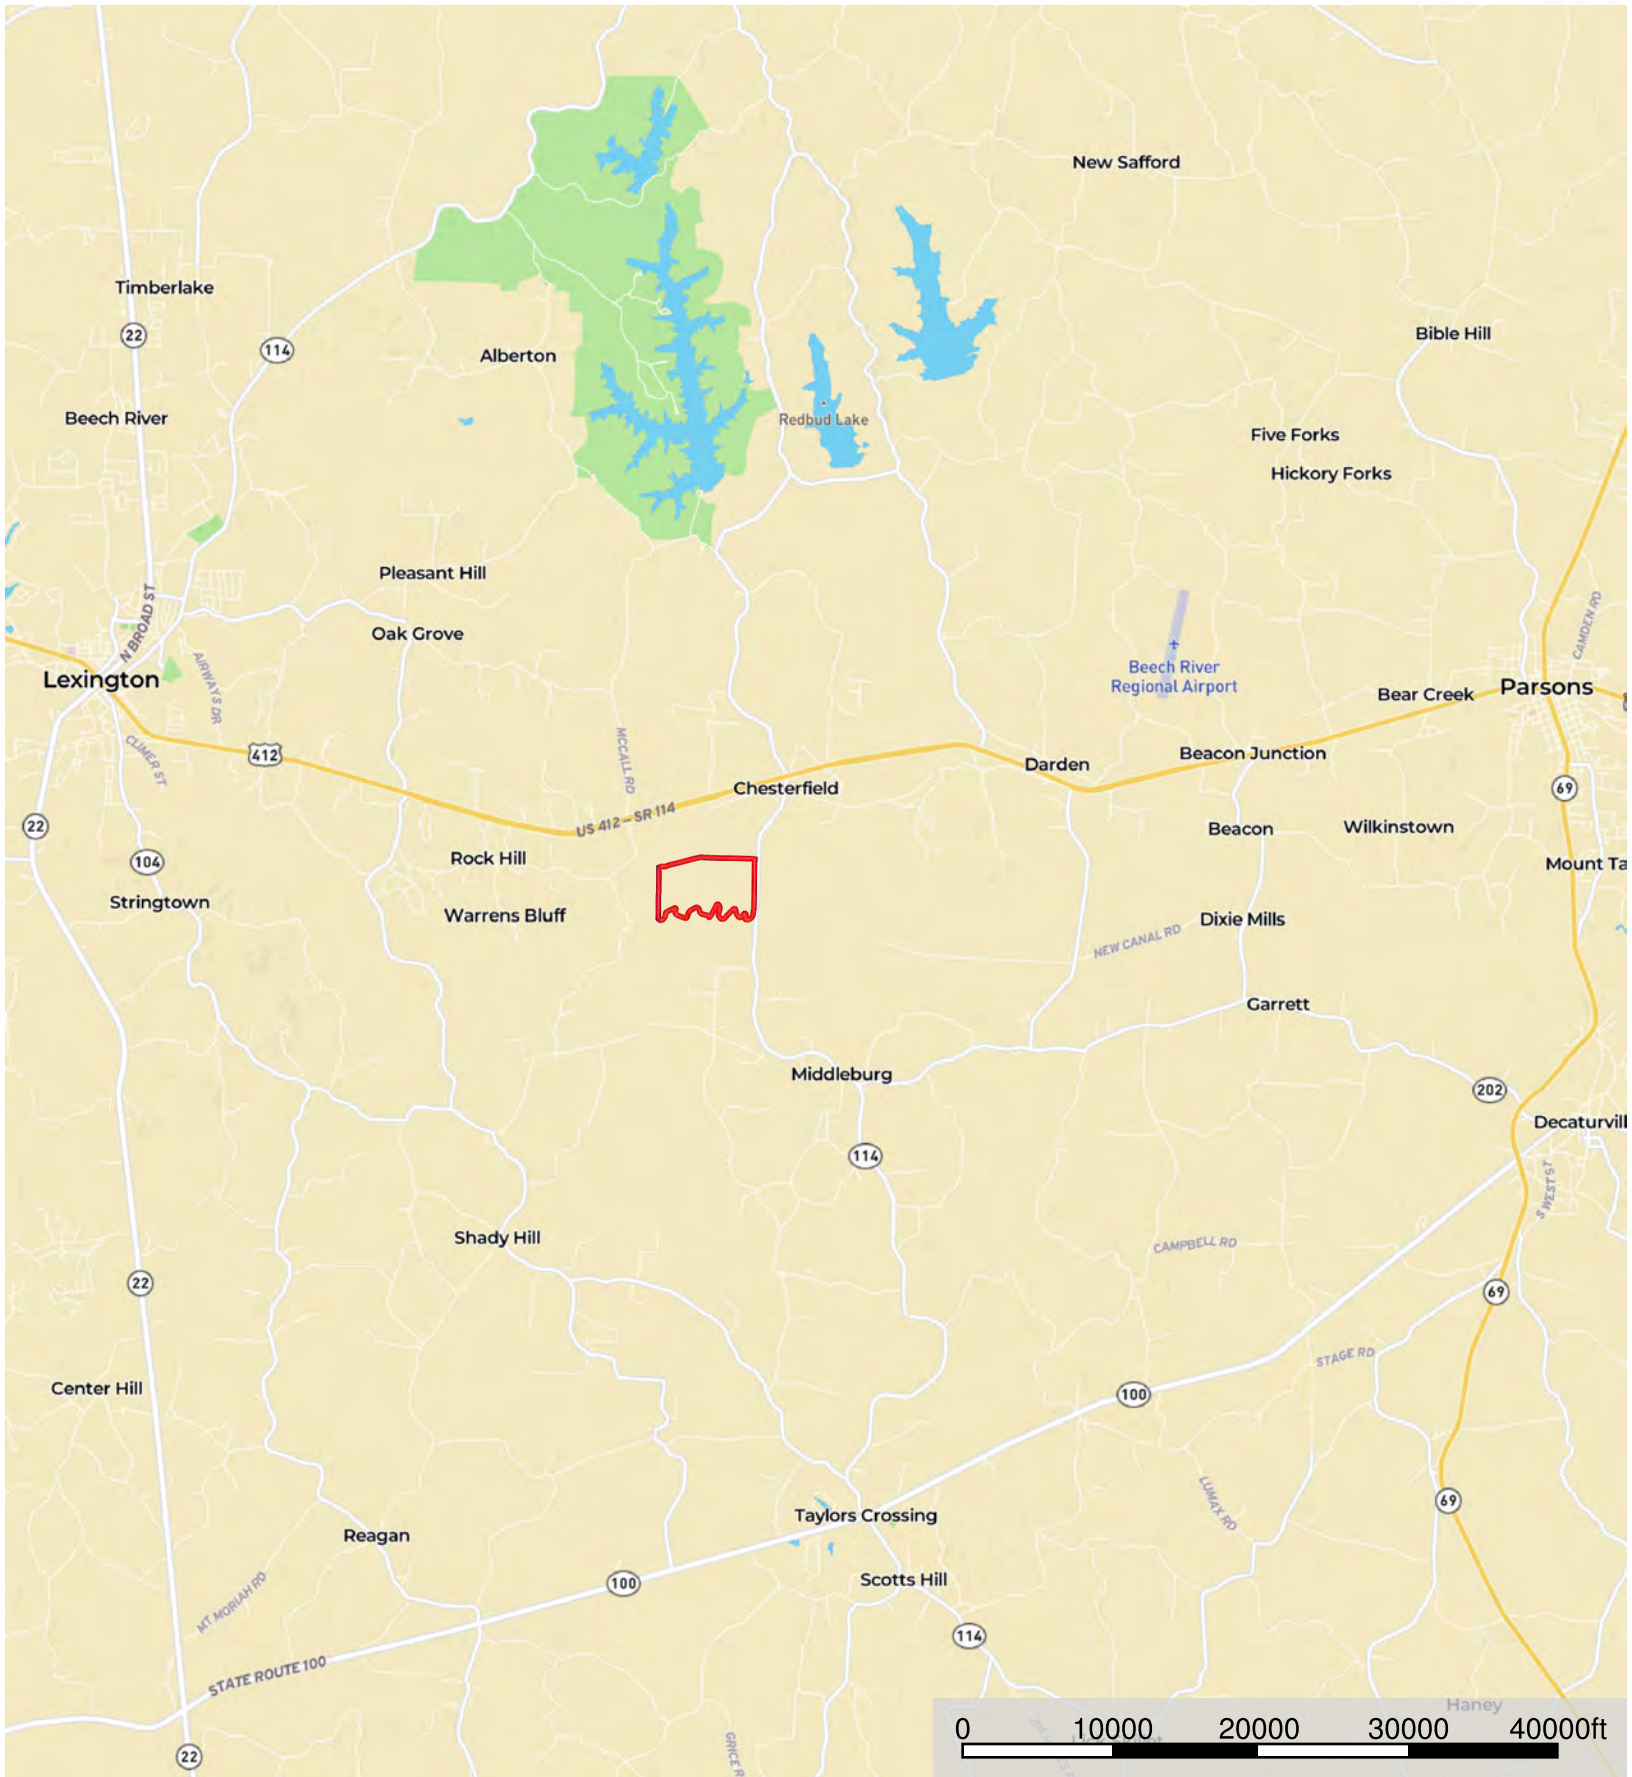 New Safford
Timberlake
22
114
Alberton
Bible Hill
Beech River
Redbud Lake
Five Forks
Hickory Forks
Pleasant Hill
N BROAD ST
CAMDEN RD
Oak Grove
Lexington
AIRWAYS DR
Beech River
Regional Airport
Bear Creek
Parsons
CLIMER ST
412
MCCALL RD
Darden
Beacon Junction
Chesterfield
69
US 412 – SR 114
22
Beacon
Wilkinstown
104
Rock Hill
Mount Ta
Stringtown
Warrens Bluff
Dixie Mills
NEW CANAL RD
Garrett
Middleburg
202
Decaturvil
114
S WEST ST
Shady Hill
CAMPBELL RD
22
69
STAGE RD
Center Hill
100
LUMAX RD
69
Taylors Crossing
Reagan
Scotts Hill
100
MT MORIAH RD
114
STATE ROUTE 100
Haney
22
GRICE R
0 10000 20000 30000 40000ft